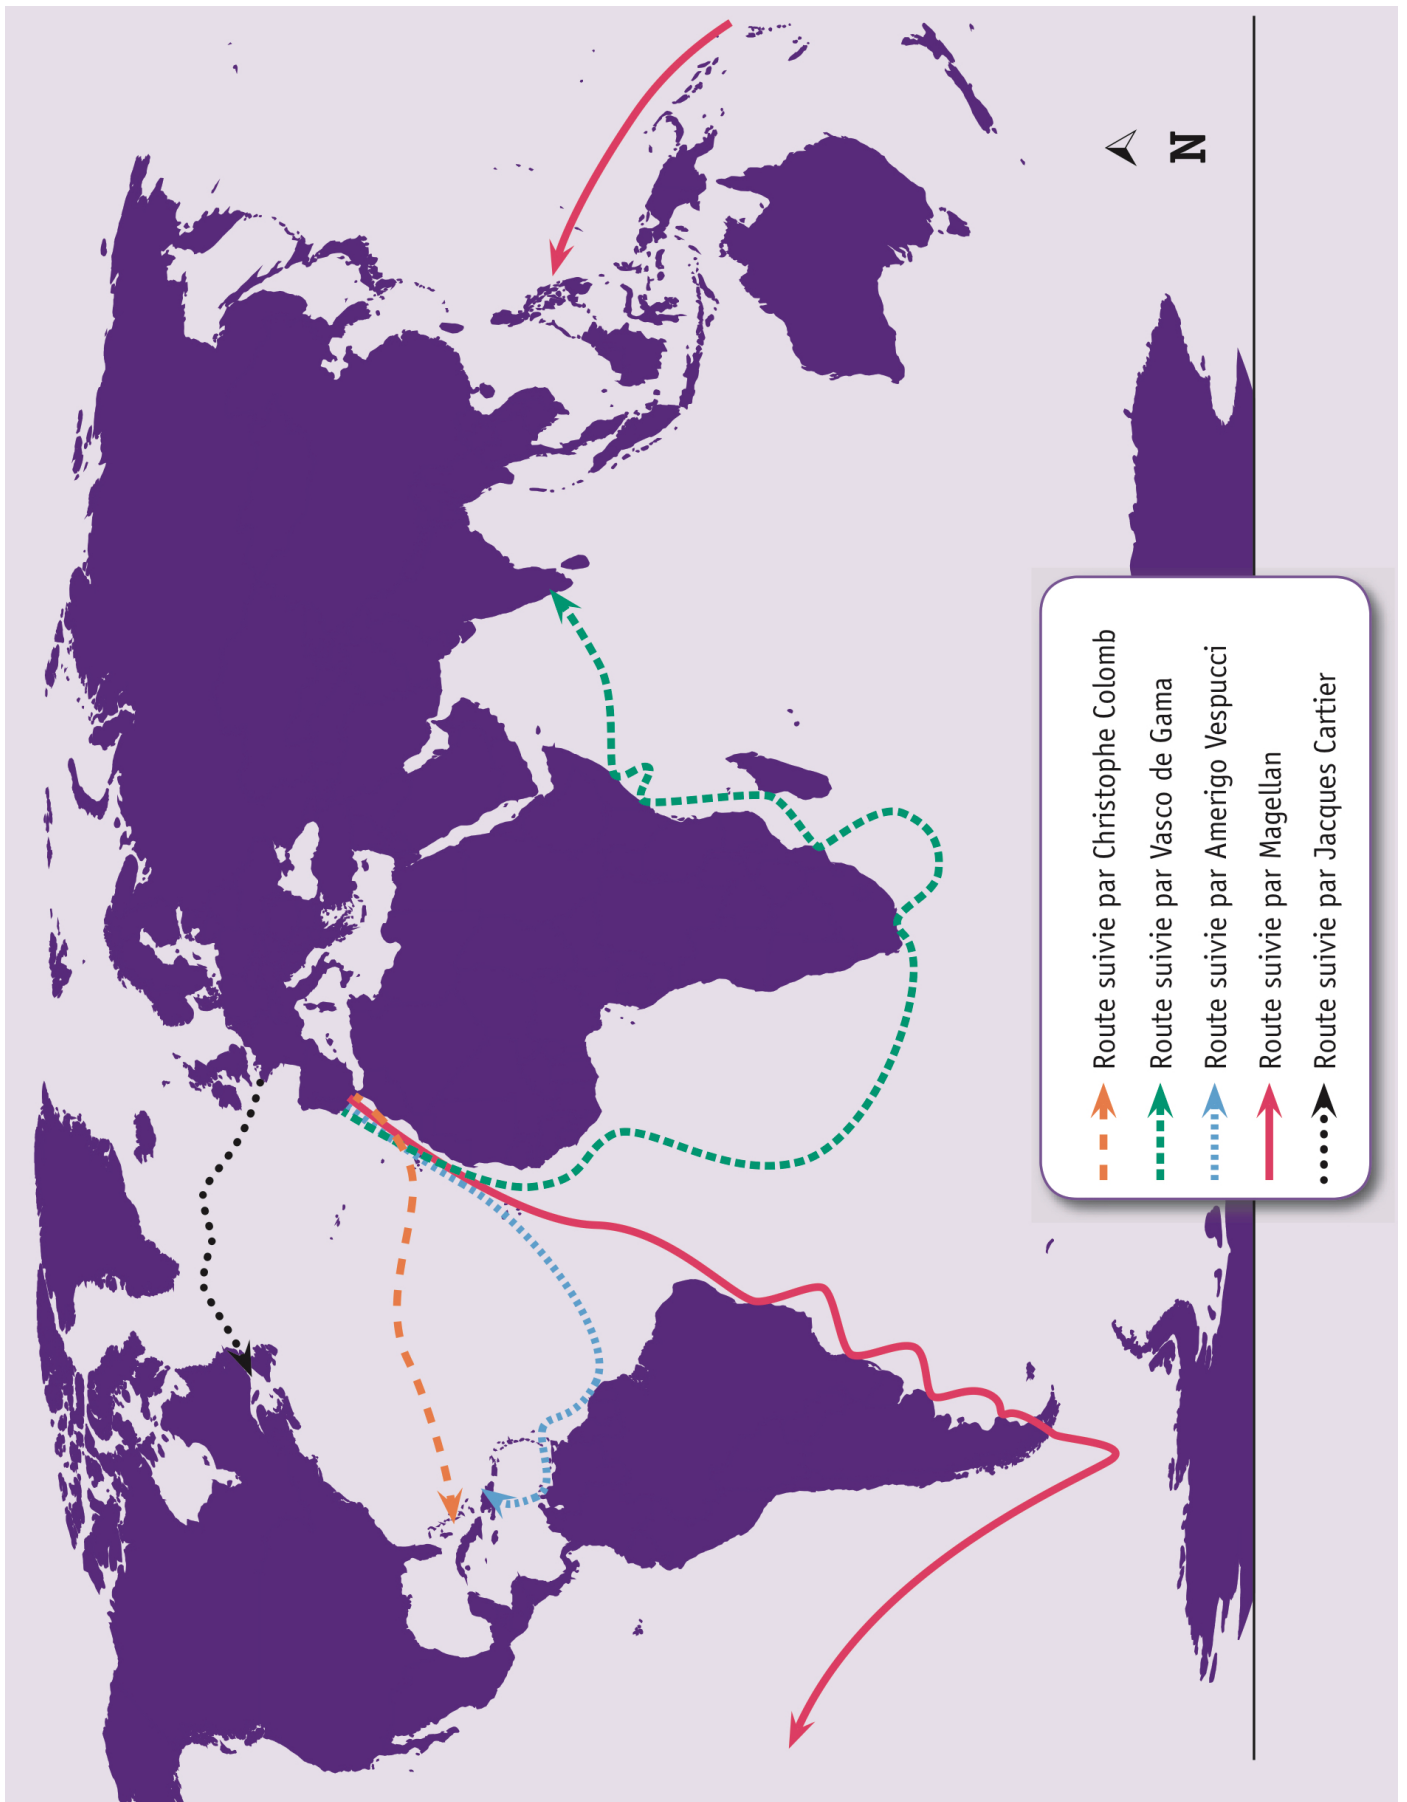 N
Route suivie par Christophe Colomb
Route suivie par Vasco de Gama
Route suivie par Amerigo Vespucci
Route suivie par Magellan
Route suivie par Jacques Cartier